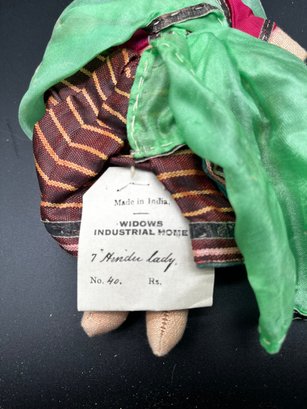 Made in India.
WIDOWS
INDUSTRIAL HOME
7" Hindu lady.
No. 40. Rs.